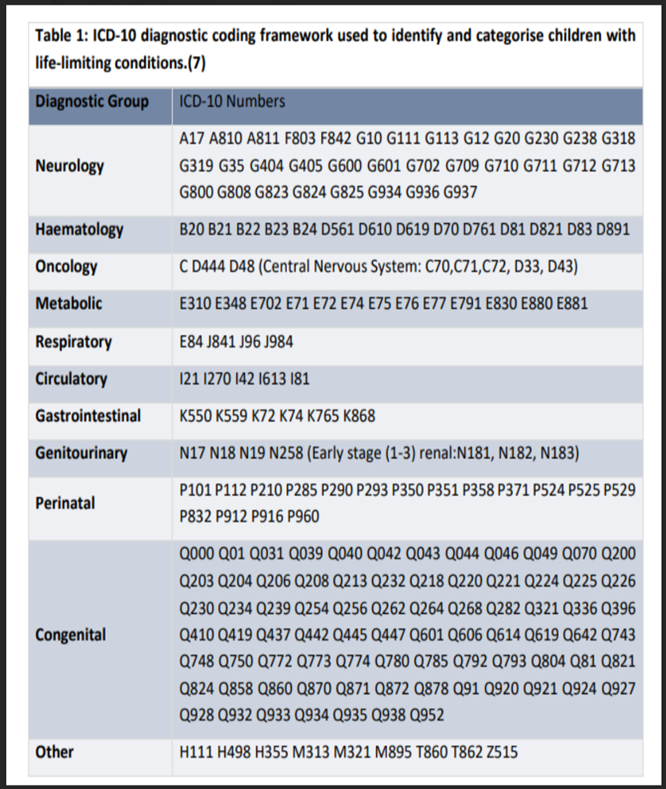 Table 1: ICD-10 diagnostic coding framework used to identify and categorise children with
life-limiting conditions.(7)
Diagnostic Group ICD-10 Numbers
Neurology
A17 A810 A811 F803 F842 G10 G111 G113 G12 G20 G230 G238 G318
G319 G35 G404 G405 G600 G601 G702 G709 G710 G711 G712 G713
G800 G808 G823 G824 G825 G934 G936 G937
Haematology B20 B21 B22 B23 B24 D561 D610 D619 D70 D761 D81 D821 D83 D891
Oncology C D444 D48 (Central Nervous System: C70,C71,C72, D33, D43)
Metabolic E310 E348 E702 E71 E72 E74 E75 E76 E77 E791 E830 E880 E881
Respiratory E84 J841 J96 J984
Circulatory I21 I270 I42 I613 I81
Gastrointestinal K550 K559 K72 K74 K765 K868
Genitourinary N17 N18 N19 N258 (Early stage (1-3) renal:N181, N182, N183)
Perinatal
P101 P112 P210 P285 P290 P293 P350 P351 P358 P371 P524 P525 P529
P832 P912 P916 P960
Congenital
Q000 Q01 Q031 Q039 Q040 Q042 Q043 Q044 Q046 Q049 Q070 Q200
Q203 Q204 Q206 Q208 Q213 Q232 Q218 Q220 Q221 Q224 Q225 Q226
Q230 Q234 Q239 Q254 Q256 Q262 Q264 Q268 Q282 Q321 Q336 Q396
Q410 Q419 Q437 Q442 Q445 Q447 Q601 Q606 Q614 Q619 Q642 Q743
Q748 Q750 Q772 Q773 Q774 Q780 Q785 Q792 Q793 Q804 Q81 Q821
Q824 Q858 Q860 Q870 Q871 Q872 Q878 Q91 Q920 Q921 Q924 Q927
Q928 Q932 Q933 Q934 Q935 Q938 Q952
Other H111 H498 H355 M313 M321 M895 T860 T862 Z515